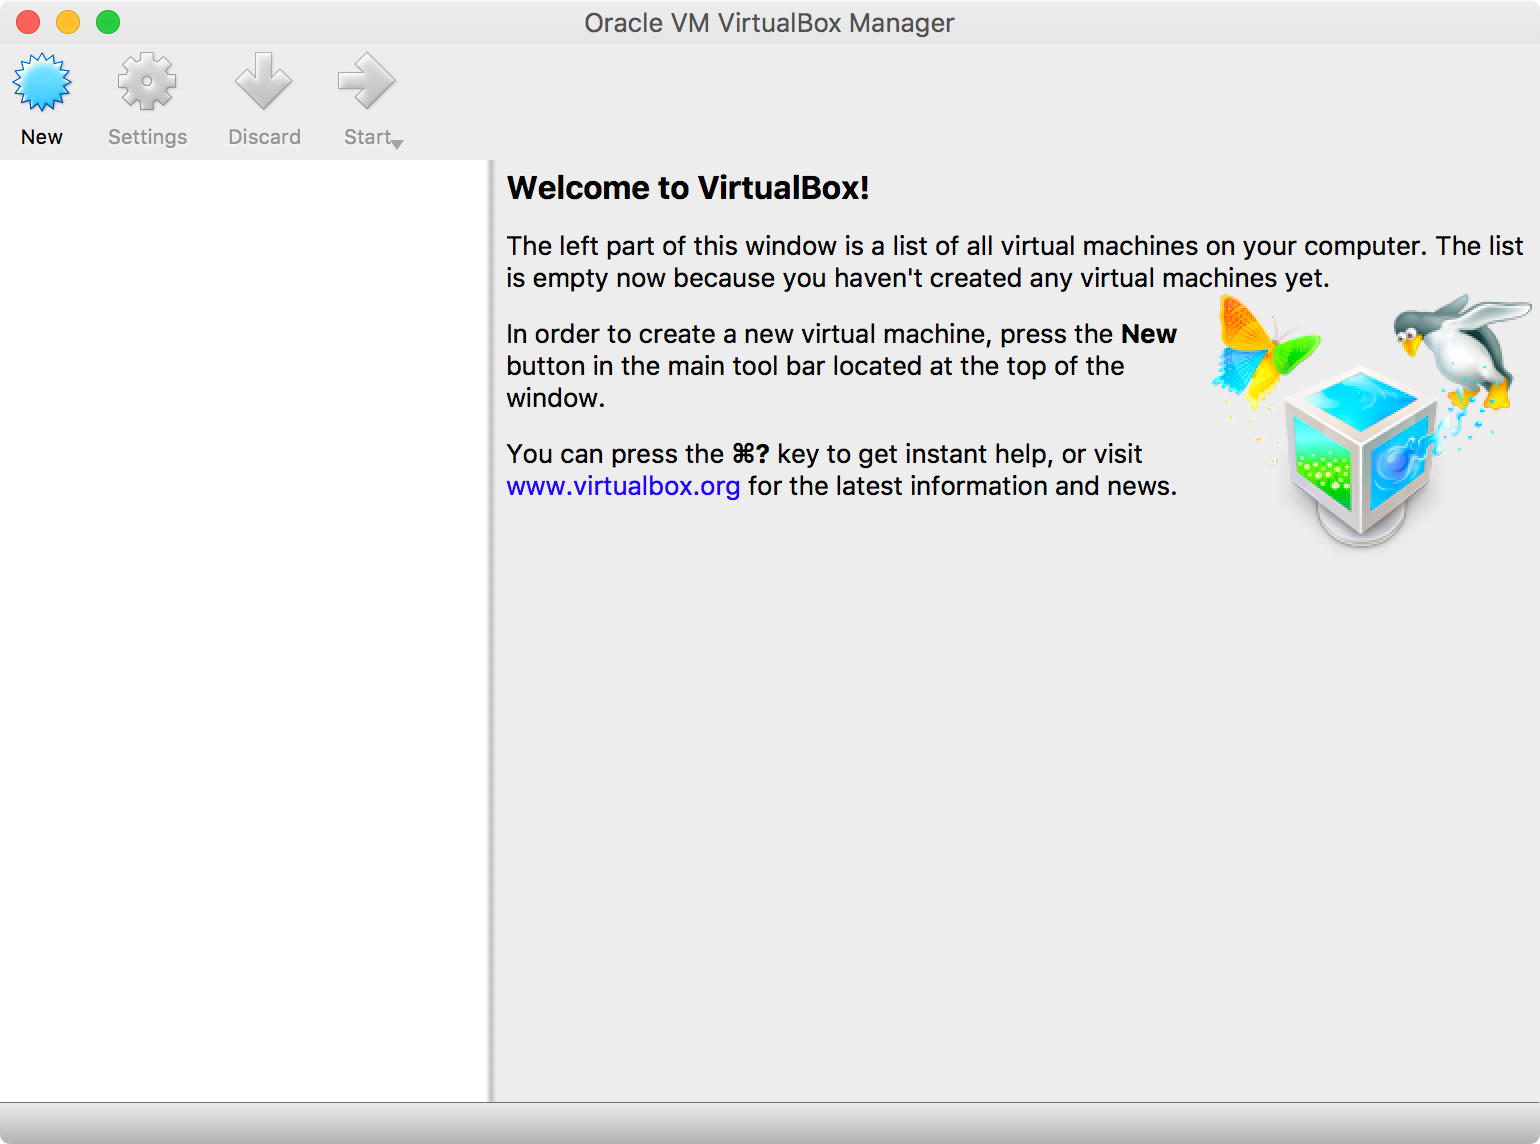 Oracle VM VirtualBox Manager
New Settings Discard Start
Welcome to VirtualBox!
The left part of this window is a list of all virtual machines on your computer. The list
is empty now because you haven't created any virtual machines yet.
In order to create a new virtual machine, press the New
button in the main tool bar located at the top of the
window.
You can press the ⌘? key to get instant help, or visit
www.virtualbox.org for the latest information and news.